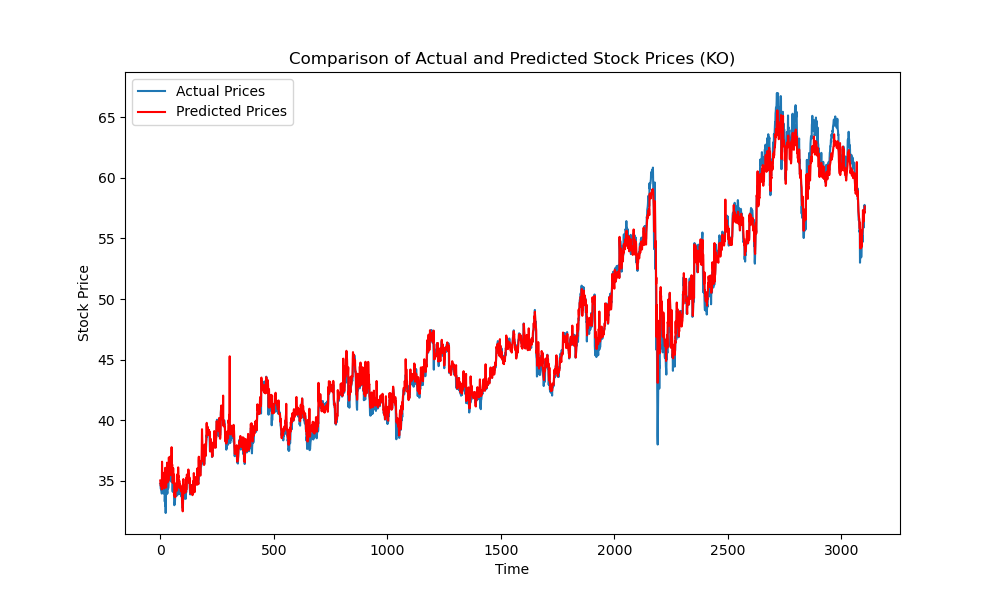 Comparison of Actual and Predicted Stock Prices (KO)
Actual Prices
Predicted Prices
Stock Price
65
60
55
50
45
40
35
0 500 1000 1500 2000 2500 3000
Time